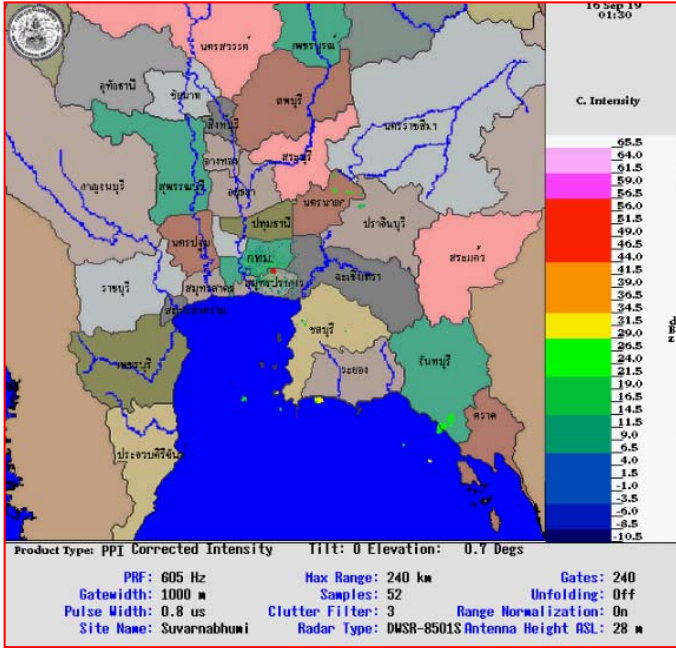 16 Sep 19
01:30
C. Intensity
65.5
64.0
61.5
59.0
56.5
56.0
51.5
49.0
46.5
44.0
41.5
39.0
36.5
34.0
31.5
29.0
26.5
24.0
21.5
19.0
16.5
14.5
11.5
9.0
6.5
4.0
1.5
-1.0
-3.5
-6.0
-8.5
-10.5
นครสวรรค์
เพชรบูรณ์
อุทัยธานี
ชัยนาท
ลพบุรี
สิงห์บุรี
นครราชสีมา
อ่างทอง
สระบุรี
กาญจนบุรี
สุพรรณบุรี
อยุธยา
นครนายก
ปราจีนบุรี
ปทุมธานี
นครปฐม
กทม.
สระแก้ว
ฉะเชิงเทรา
ราชบุรี
สมุทรสาคร
สมุทรปราการ
ชลบุรี
เพชรบุรี
ระยอง
จันทบุรี
ตราด
ประจวบคีรีขันธ์
Product Type: PPI Corrected Intensity Tilt: 0 Elevation: 0.7 Degs
PRF: 605 Hz Max Range: 240 km Gates: 240
Gatewidth: 1000 m Samples: 52 Unfolding: Off
Pulse Width: 0.8 us Clutter Filter: 3 Range Normalization: On
Site Name: Suvarnabhumi Radar Type: DWSR-8501S Antenna Height ASL: 28 m